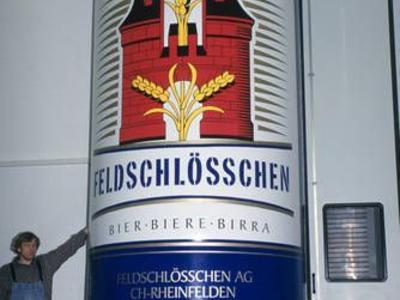 FELDSCHLÖSSCHEN
BIER·BIERE·BIRRA
FELDSCHLÖSSCHEN AG
CH-RHEINFELDEN